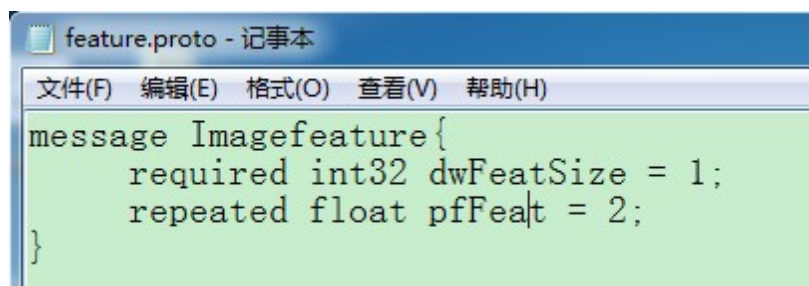 feature.proto - 记事本
文件(F) 编辑(E) 格式(O) 查看(V) 帮助(H)
message Imagefeature{
required int32 dwFeatSize = 1;
repeated float pfFeat = 2;
}